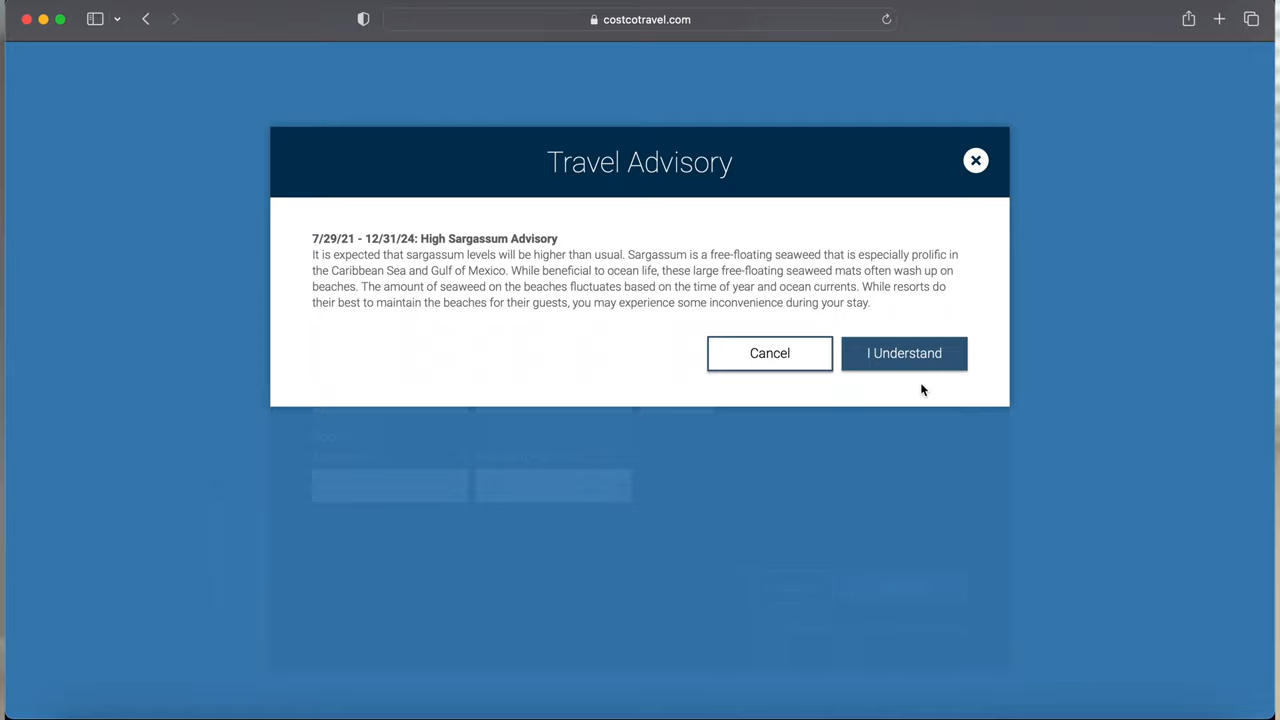 costcotravel.com
Travel Advisory
7/29/21 - 12/31/24: High Sargassum Advisory
It is expected that sargassum levels will be higher than usual. Sargassum is a free-floating seaweed that is especially prolific in
the Caribbean Sea and Gulf of Mexico. While beneficial to ocean life, these large free-floating seaweed mats often wash up on
beaches. The amount of seaweed on the beaches fluctuates based on the time of year and ocean currents. While resorts do
their best to maintain the beaches for their guests, you may experience some inconvenience during your stay.
Cancel
I Understand